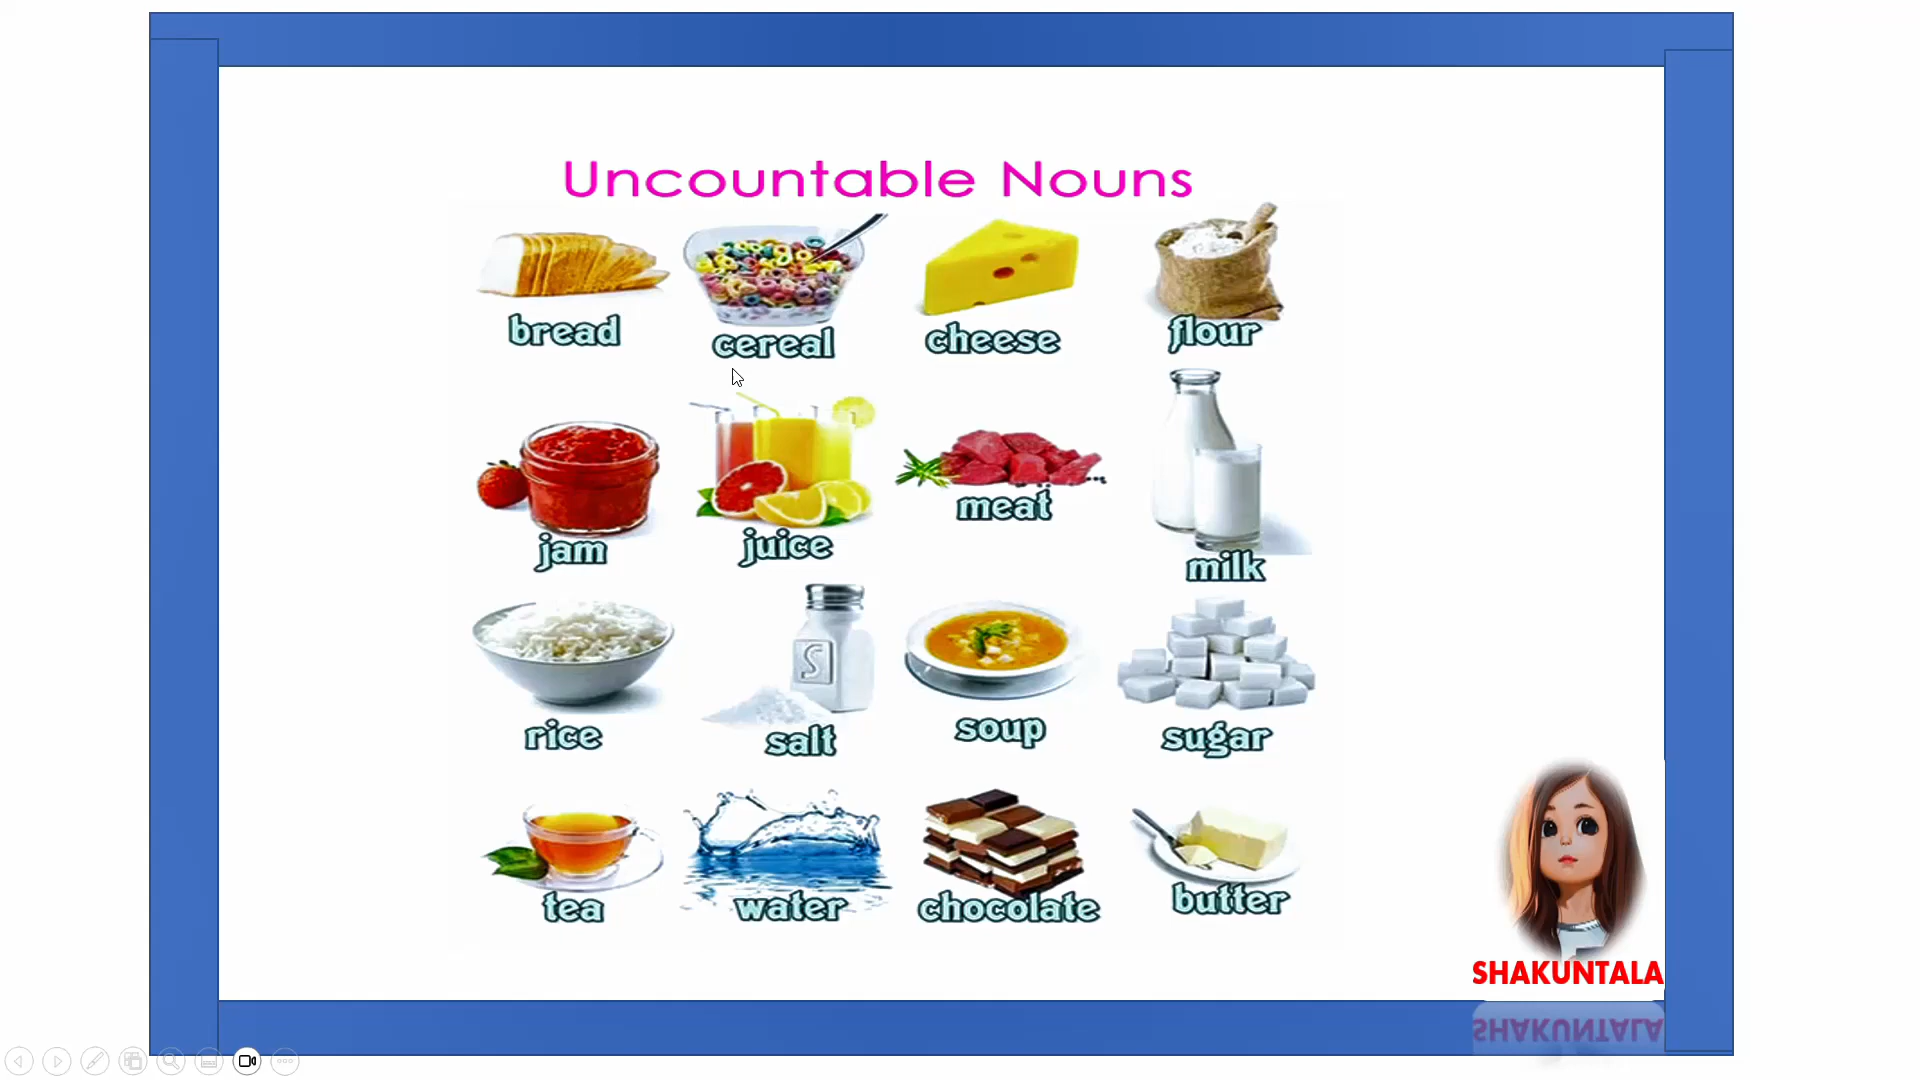 Uncountable Nouns
bread cereal cheese flour
jam juice meat milk
rice salt soup sugar
tea water chocolate butter
S
SHAKUNTALA
SHAKUNTALA